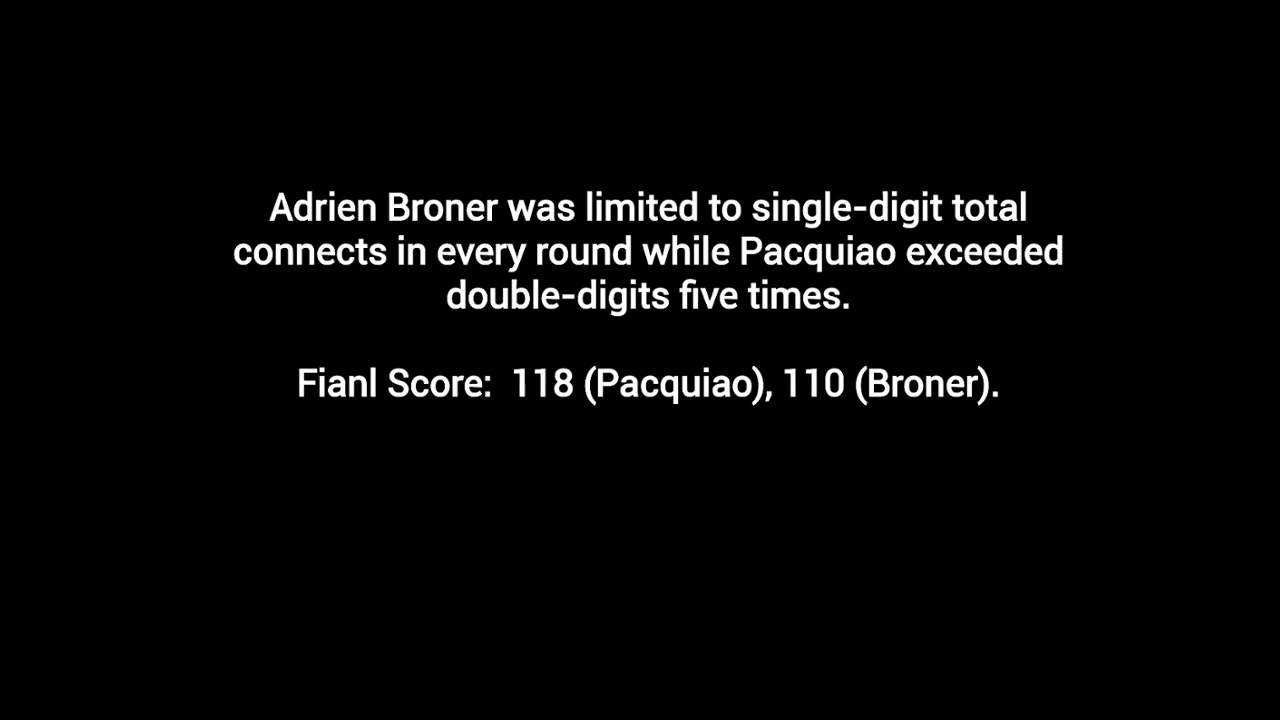 Adrien Broner was limited to single-digit total
connects in every round while Pacquiao exceeded
double-digits five times.
Fianl Score:  118 (Pacquiao), 110 (Broner).